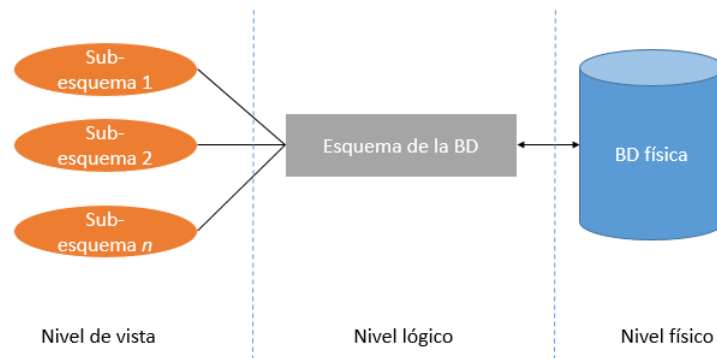 Sub-
esquema 1
Sub-
esquema 2
Sub-
esquema n
Esquema de la BD
BD física
Nivel de vista
Nivel lógico
Nivel físico